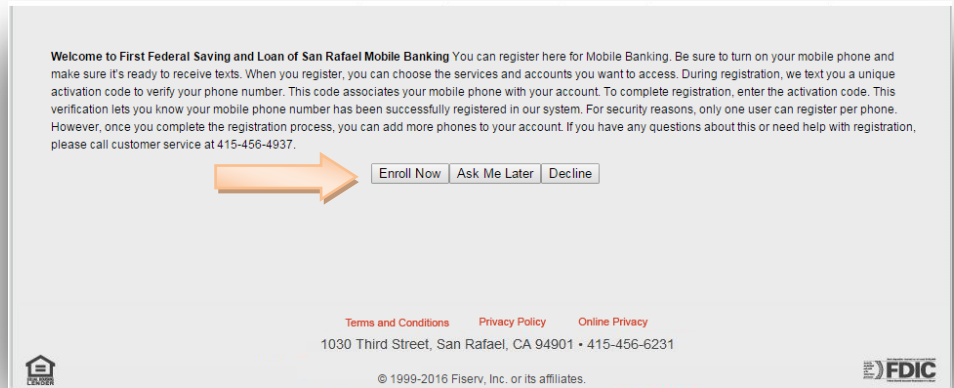 Welcome to First Federal Saving and Loan of San Rafael Mobile Banking You can register here for Mobile Banking. Be sure to turn on your mobile phone and
make sure it's ready to receive texts. When you register, you can choose the services and accounts you want to access. During registration, we text you a unique
activation code to verify your phone number. This code associates your mobile phone with your account. To complete registration, enter the activation code. This
verification lets you know your mobile phone number has been successfully registered in our system. For security reasons, only one user can register per phone.
However, once you complete the registration process, you can add more phones to your account. If you have any questions about this or need help with registration,
please call customer service at 415-456-4937.
Enroll Now Ask Me Later Decline
Terms and Conditions Privacy Policy Online Privacy
1030 Third Street, San Rafael, CA 94901 • 415-456-6231
© 1999-2016 Fiserv, Inc. or its affiliates.
EQUAL HOUSING
LENDER
FDIC